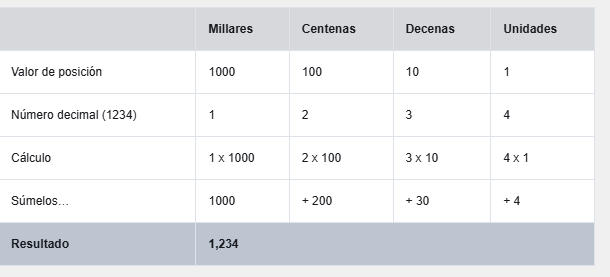 Millares Centenas Decenas Unidades
Valor de posición 1000 100 10 1
Número decimal (1234) 1 2 3 4
Cálculo 1 x 1000 2 x 100 3 x 10 4 x 1
Súmelos… 1000 + 200 + 30 + 4
Resultado 1,234